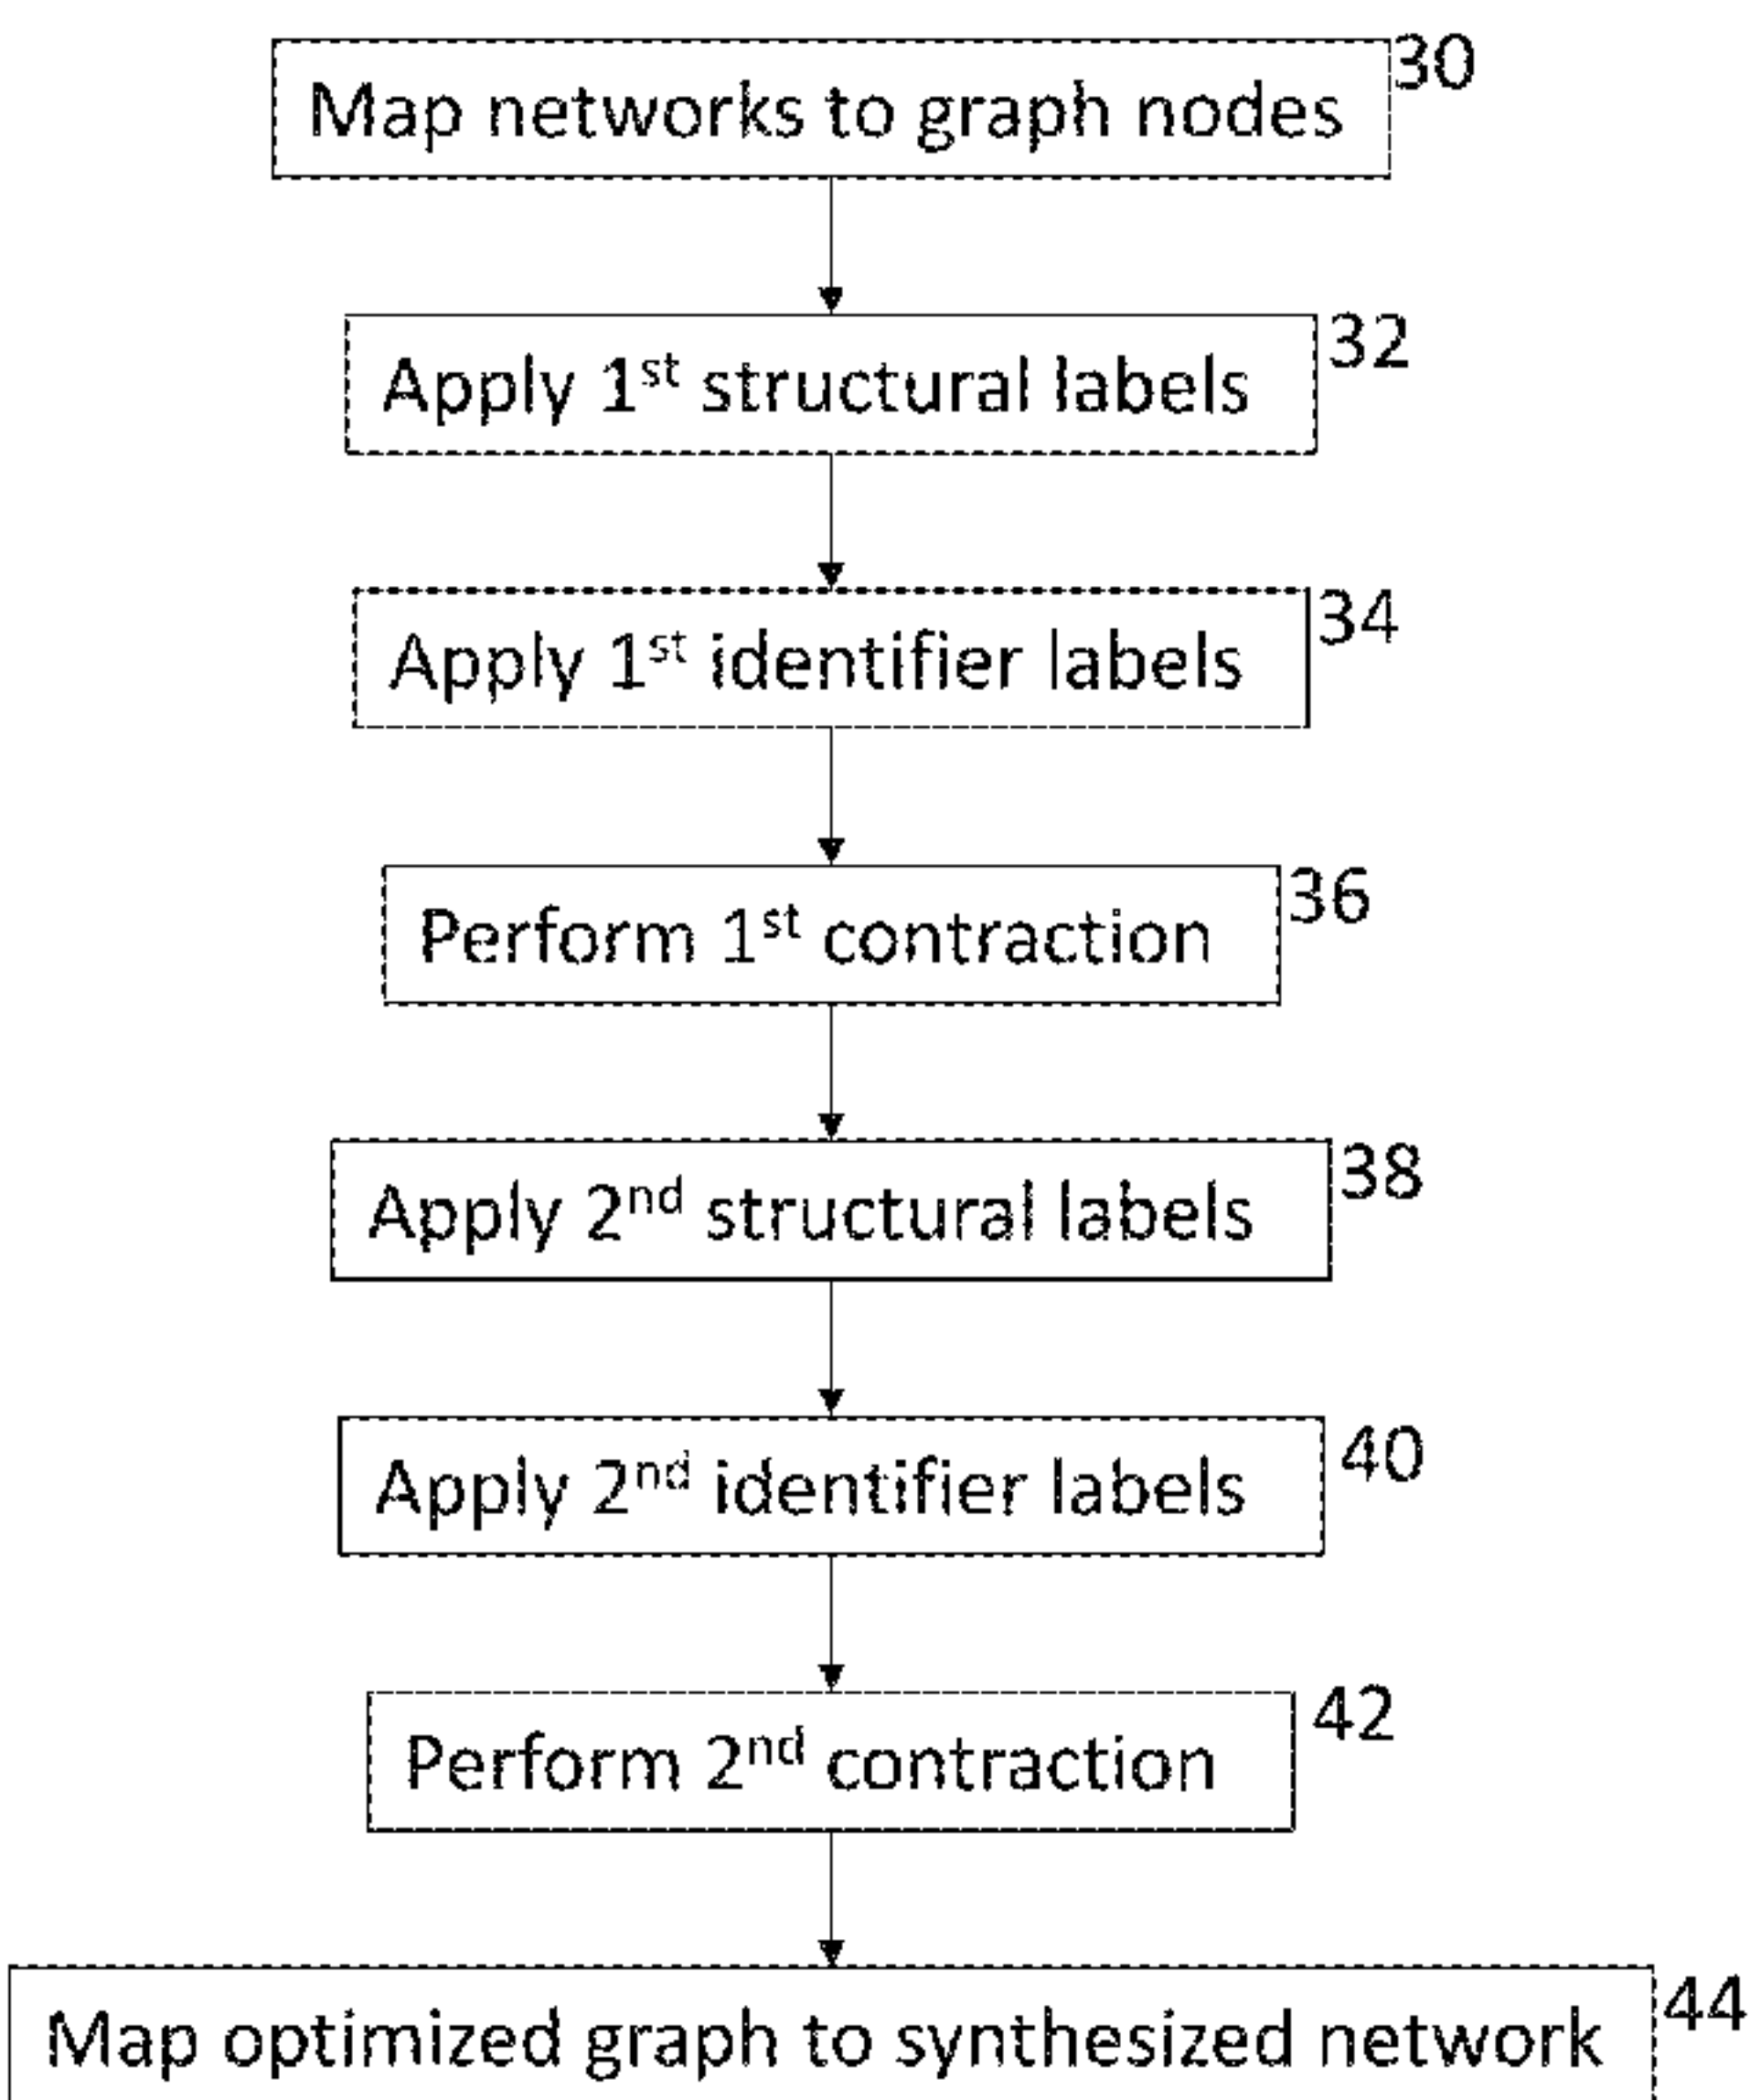 30
Map networks to graph nodes
32
Apply 1st structural labels
34
Apply 1st identifier labels
36
Perform 1st contraction
38
Apply 2nd structural labels
40
Apply 2nd identifier labels
42
Perform 2nd contraction
44
Map optimized graph to synthesized network